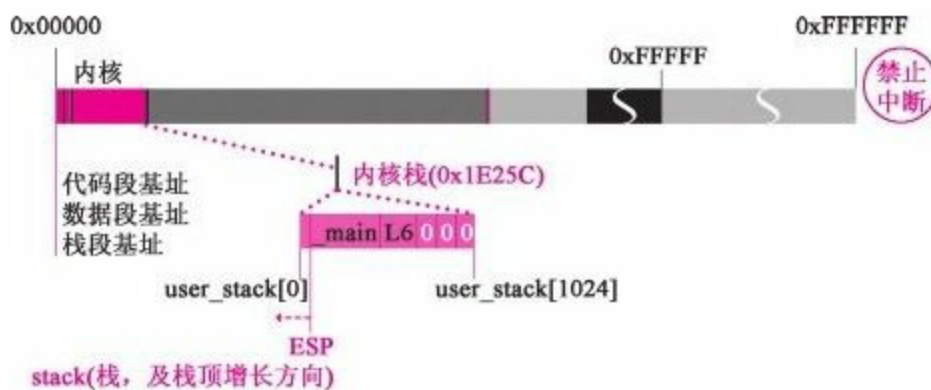 0x00000
0xFFFFFF
0xFFFFF
内核
禁止
中断
内核栈(0x1E25C)
代码段基址
数据段基址
栈段基址
_main L6 0 0 0
user_stack[0]
user_stack[1024]
ESP
stack(栈，及栈顶增长方向)